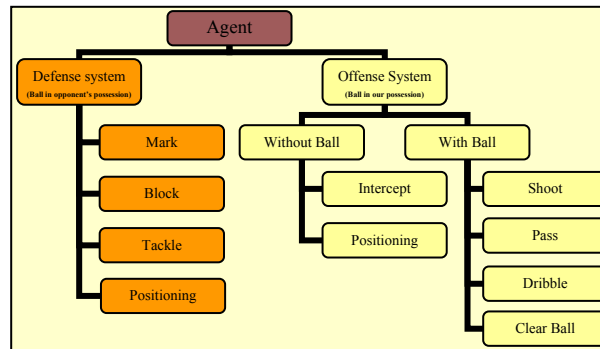 Agent
Defense system
(Ball in opponent's possession)
Offense System
(Ball in our possession)
Mark
Block
Tackle
Positioning
Without Ball
Intercept
Positioning
With Ball
Shoot
Pass
Dribble
Clear Ball